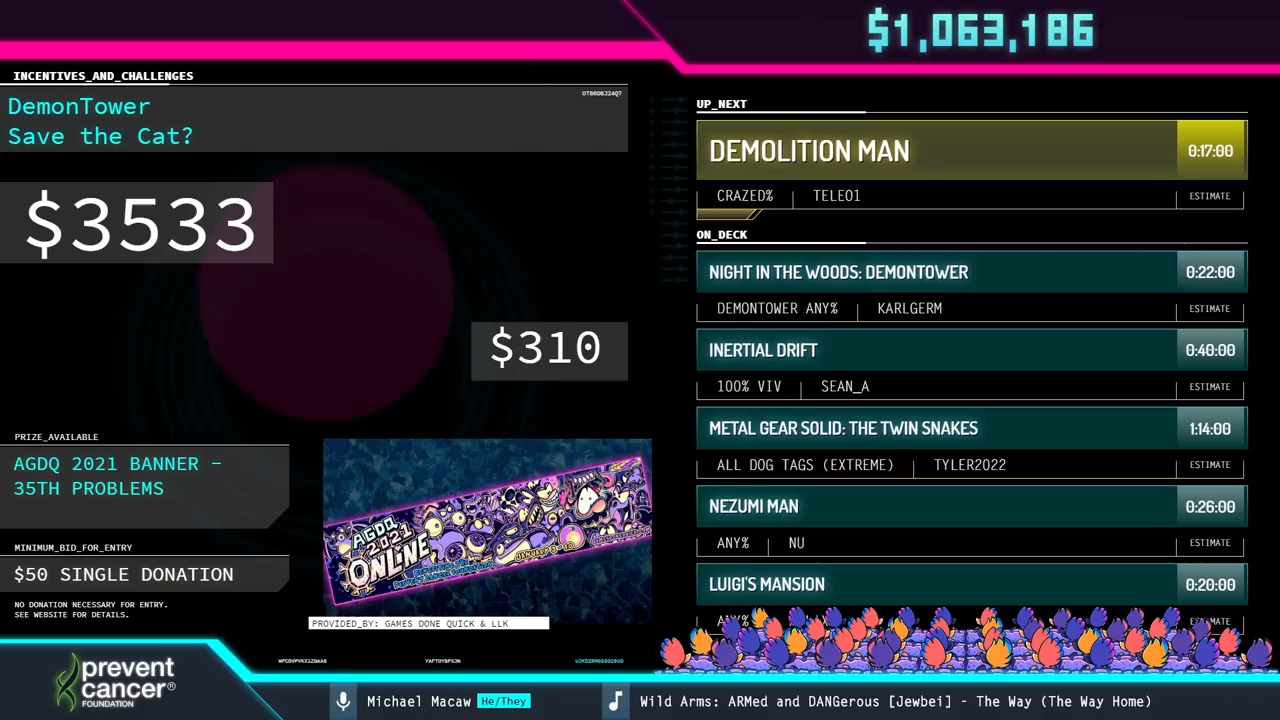 $1,063,186
INCENTIVES_AND_CHALLENGES
DemonTower
Save the Cat?
$3533
$310
PRIZE_AVAILABLE
AGDQ 2021 BANNER –
35TH PROBLEMS
MINIMUM_BID_FOR_ENTRY
$50 SINGLE DONATION
NO DONATION NECESSARY FOR ENTRY.
SEE WEBSITE FOR DETAILS.
AGDQ
2021
ONLINE
PROVIDED_BY: GAMES DONE QUICK & LLK
UP_NEXT
DEMOLITION MAN 0:17:00
CRAZED% TELEO1 ESTIMATE
ON_DECK
NIGHT IN THE WOODS: DEMONTOWER 0:22:00
DEMONTOWER ANY% KARLGERM ESTIMATE
INERTIAL DRIFT 0:40:00
100% VIV SEAN_A ESTIMATE
METAL GEAR SOLID: THE TWIN SNAKES 1:14:00
ALL DOG TAGS (EXTREME) TYLER2022 ESTIMATE
NEZUMI MAN 0:26:00
ANY% NU ESTIMATE
LUIGI'S MANSION 0:20:00
prevent
cancer®
FOUNDATION
Michael Macaw He/They
Wild Arms: ARMed and DANGerous [Jewbei] - The Way (The Way Home)